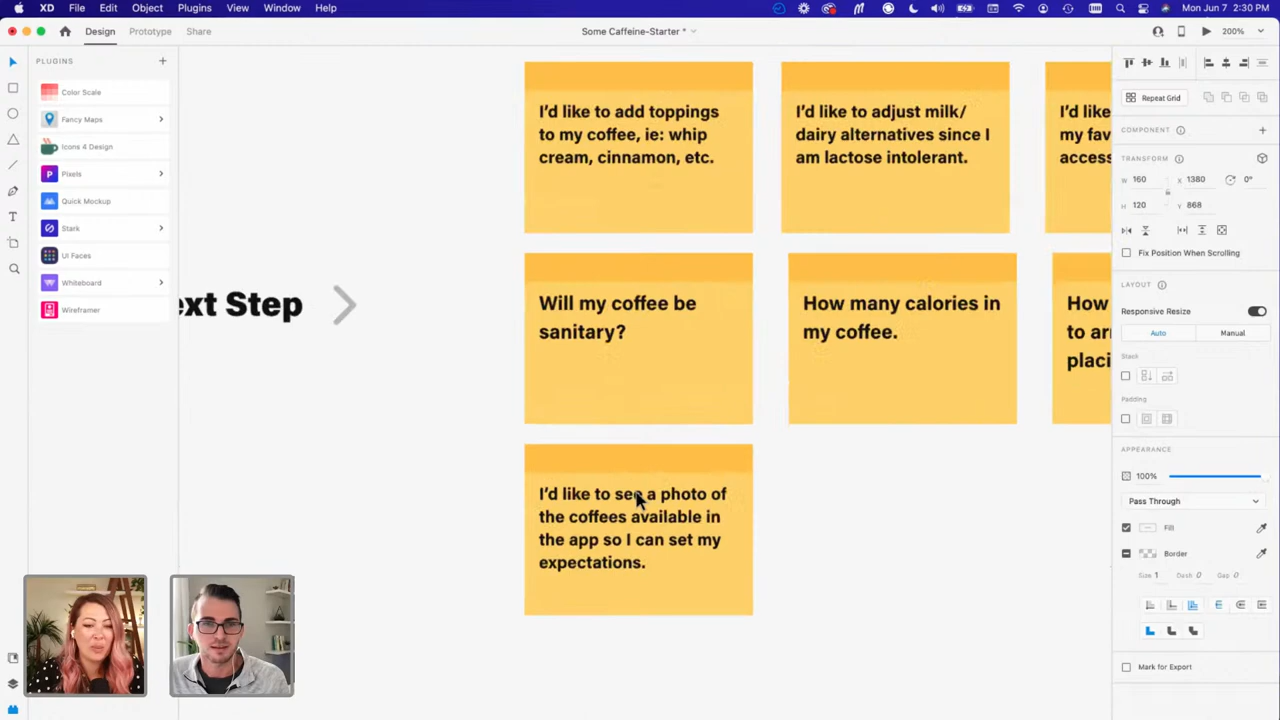 XD File Edit Object Plugins View Window Help Mon Jun 7 2:30 PM
Design Prototype Share Some Caffeine-Starter * 200%
PLUGINS
Color Scale
Fancy Maps
Icons 4 Design
Pixels
Quick Mockup
Stark
UI Faces
Whiteboard
Wireframer
ext Step
I'd like to add toppings
to my coffee, ie: whip
cream, cinnamon, etc.
I'd like to adjust milk/
dairy alternatives since I
am lactose intolerant.
I'd like
my fav
access
Will my coffee be
sanitary?
How many calories in
my coffee.
How
to ar
placi
I'd like to see a photo of
the coffees available in
the app so I can set my
expectations.
Repeat Grid
COMPONENT
TRANSFORM
W 160 X 1380 0°
H 120 Y 868
Fix Position When Scrolling
LAYOUT
Responsive Resize
Auto Manual
Stack
Padding
APPEARANCE
100%
Pass Through
Fill
Border
Size 1 Dash 0 Gap 0
Mark for Export